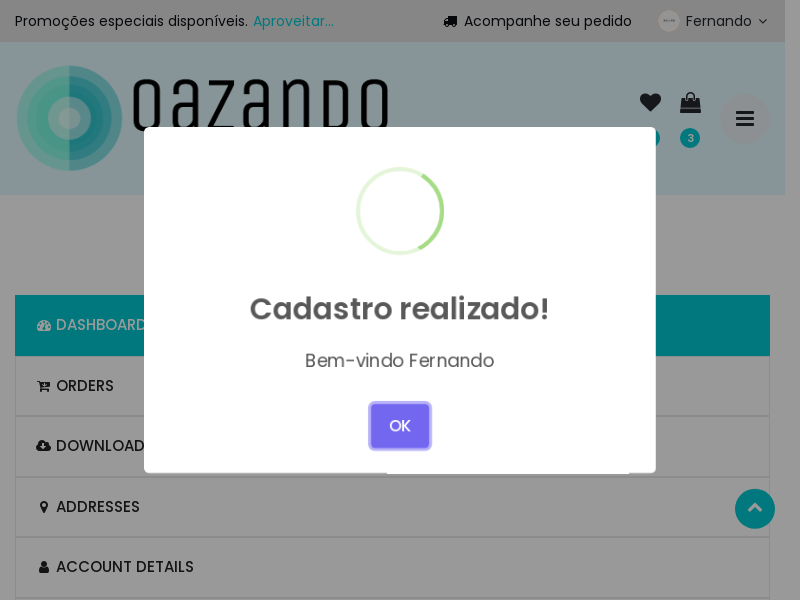 Promoções especiais disponíveis. Aproveitar...
Acompanhe seu pedido
Fernando
qazando
3
Cadastro realizado!
Bem-vindo Fernando
OK
DASHBOARD
ORDERS
DOWNLOAD
ADDRESSES
ACCOUNT DETAILS